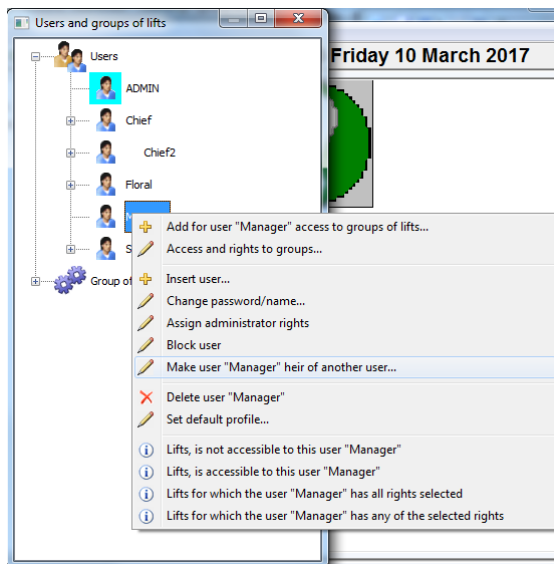 Users and groups of lifts
Friday 10 March 2017
Users
ADMIN
Chief
Chief2
Floral
Add for user "Manager" access to groups of lifts...
Access and rights to groups...
Group of
Insert user...
Change password/name...
Assign administrator rights
Block user
Make user "Manager" heir of another user...
Delete user "Manager"
Set default profile...
Lifts, is not accessible to this user "Manager"
Lifts, is accessible to this user "Manager"
Lifts for which the user "Manager" has all rights selected
Lifts for which the user "Manager" has any of the selected rights